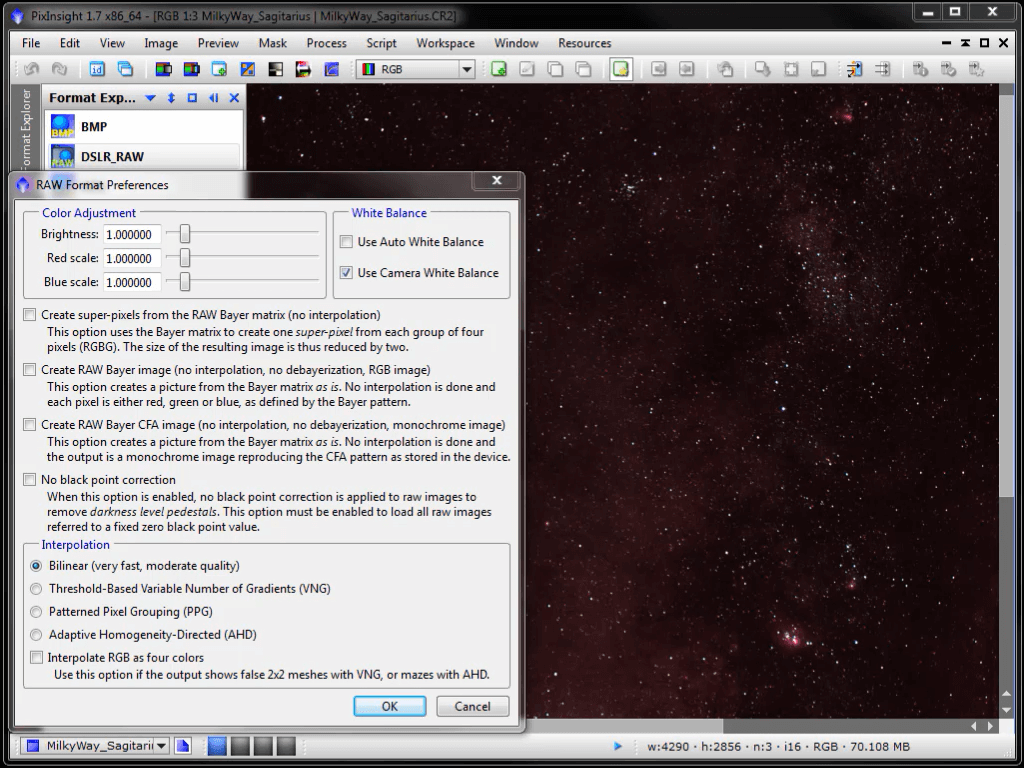 PixInsight 1.7 x86_64 - [RGB 1:3 MilkyWay_Sagitarius | MilkyWay_Sagitarius.CR2]
File Edit View Image Preview Mask Process Script Workspace Window Resources
id RGB
Format Explorer
Format Exp...
BMP
BMP
RAW
DSLR_RAW
RAW Format Preferences
Color Adjustment
Brightness: 1.000000
Red scale: 1.000000
Blue scale: 1.000000
White Balance
Use Auto White Balance
Use Camera White Balance
Create super-pixels from the RAW Bayer matrix (no interpolation)
This option uses the Bayer matrix to create one super-pixel from each group of four
pixels (RGBG). The size of the resulting image is thus reduced by two.
Create RAW Bayer image (no interpolation, no debayerization, RGB image)
This option creates a picture from the Bayer matrix as is. No interpolation is done and
each pixel is either red, green or blue, as defined by the Bayer pattern.
Create RAW Bayer CFA image (no interpolation, no debayerization, monochrome image)
This option creates a picture from the Bayer matrix as is. No interpolation is done and
the output is a monochrome image reproducing the CFA pattern as stored in the device.
No black point correction
When this option is enabled, no black point correction is applied to raw images to
remove darkness level pedestals. This option must be enabled to load all raw images
referred to a fixed zero black point value.
Interpolation
Bilinear (very fast, moderate quality)
Threshold-Based Variable Number of Gradients (VNG)
Patterned Pixel Grouping (PPG)
Adaptive Homogeneity-Directed (AHD)
Interpolate RGB as four colors
Use this option if the output shows false 2x2 meshes with VNG, or mazes with AHD.
OK Cancel
MilkyWay_Sagitari
w:4290 · h:2856 · n:3 · i16 · RGB · 70.108 MB